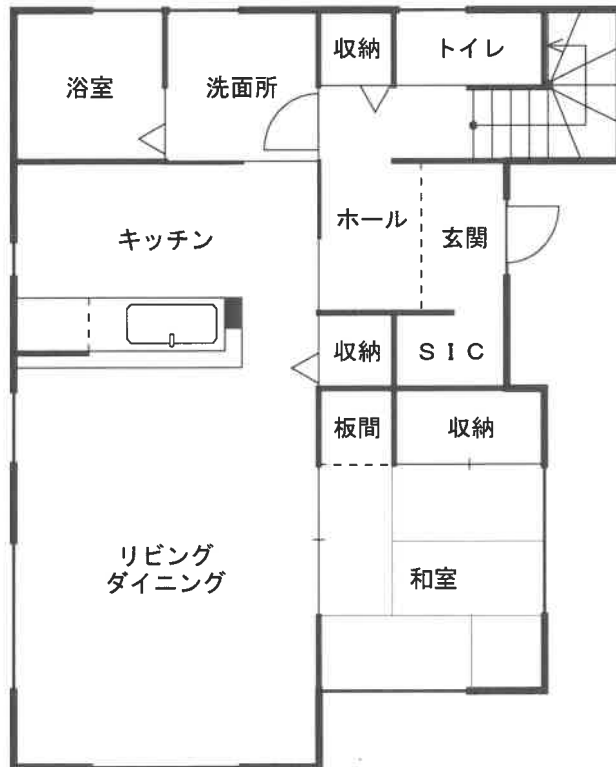 収納
トイレ
浴室
洗面所
ホール
玄関
キッチン
収納
ＳＩＣ
板間
収納
リビング
ダイニング
和室